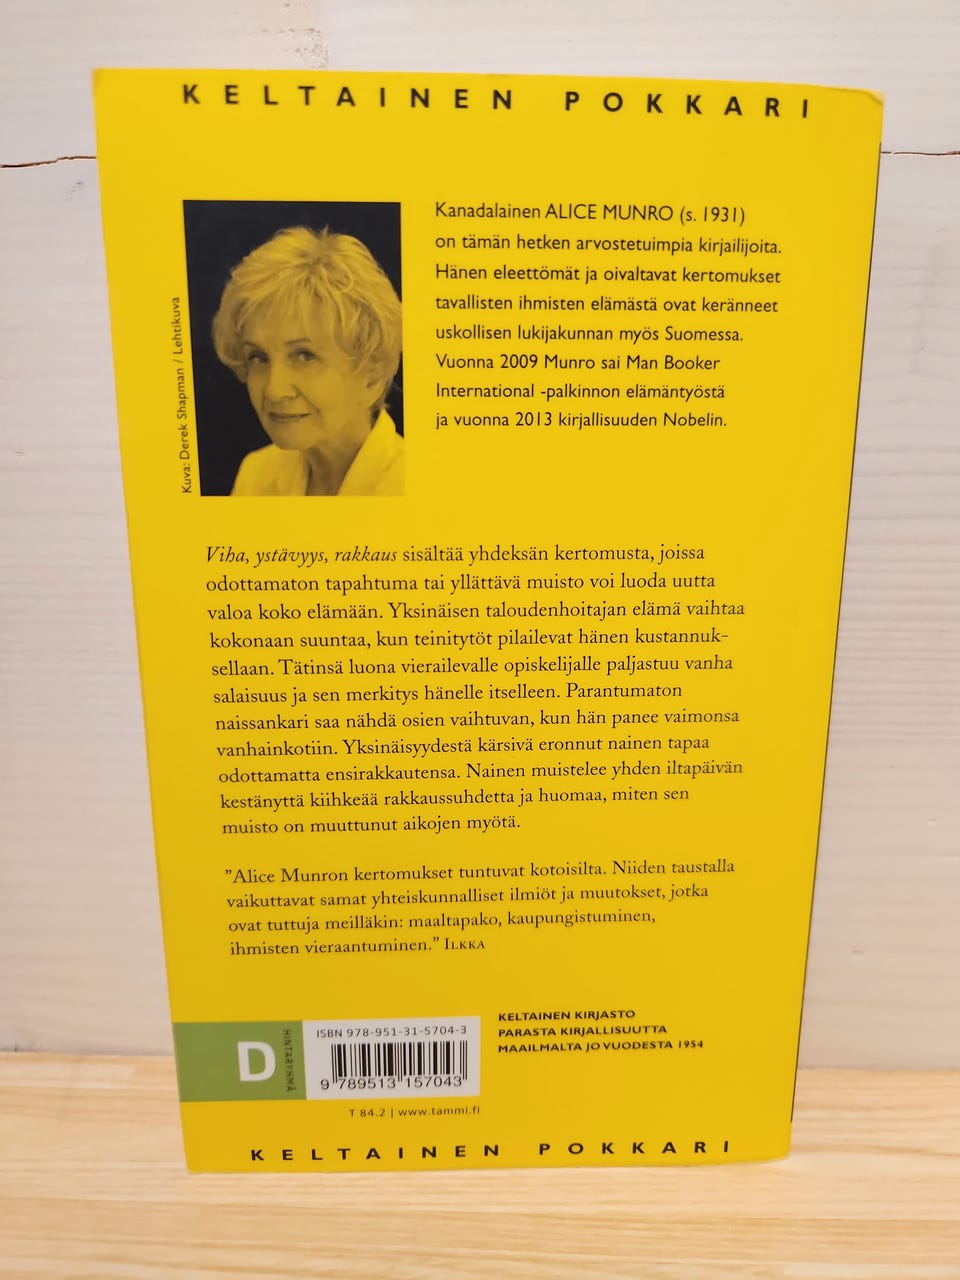 KELTAINEN POKKARI
Kanadalainen ALICE MUNRO (s. 1931)
on tämän hetken arvostetuimpia kirjailijoita.
Hänen eleettömät ja oivaltavat kertomukset
tavallisten ihmisten elämästä ovat keränneet
uskollisen lukijakunnan myös Suomessa.
Vuonna 2009 Munro sai Man Booker
International -palkinnon elämäntyöstä
ja vuonna 2013 kirjallisuuden Nobelin.
Kuva: Derek Shapman / Lehtikuva
Viha, ystävyys, rakkaus sisältää yhdeksän kertomusta, joissa
odottamaton tapahtuma tai yllättävä muisto voi luoda uutta
valoa koko elämään. Yksinäisen taloudenhoitajan elämä vaihtaa
kokonaan suuntaa, kun teinitytöt pilailevat hänen kustannuk-
sellaan. Tätinsä luona vierailevalle opiskelijalle paljastuu vanha
salaisuus ja sen merkitys hänelle itselleen. Parantumaton
naissankari saa nähdä osien vaihtuvan, kun hän panee vaimonsa
vanhainkotiin. Yksinäisyydestä kärsivä eronnut nainen tapaa
odottamatta ensirakkautensa. Nainen muistelee yhden iltapäivän
kestänyttä kiihkeää rakkaussuhdetta ja huomaa, miten sen
muisto on muuttunut aikojen myötä.
”Alice Munron kertomukset tuntuvat kotoisilta. Niiden taustalla
vaikuttavat samat yhteiskunnalliset ilmiöt ja muutokset, jotka
ovat tuttuja meilläkin: maaltapako, kaupungistuminen,
ihmisten vieraantuminen.” ILKKA
KELTAINEN KIRJASTO
PARASTA KIRJALLISUUTTA
MAAILMALTA JO VUODESTA 1954
D
HINTARYHMÄ
ISBN 978-951-31-5704-3
9 789513 157043
T 84.2 | www.tammi.fi
KELTAINEN POKKARI